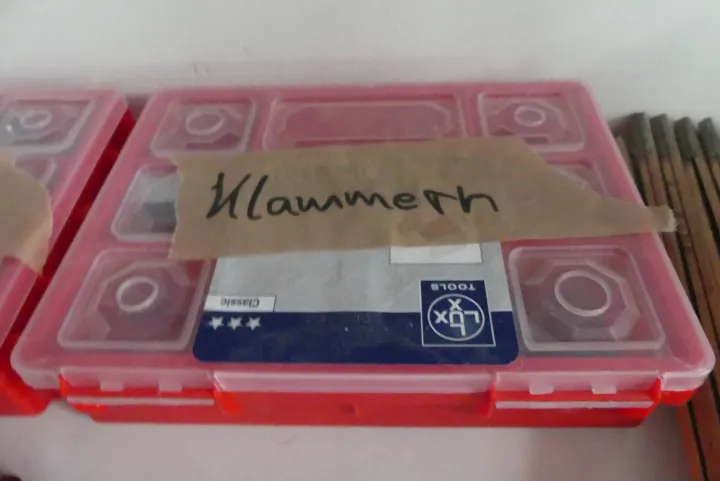 Klammern
Classic
LUX
TOOLS